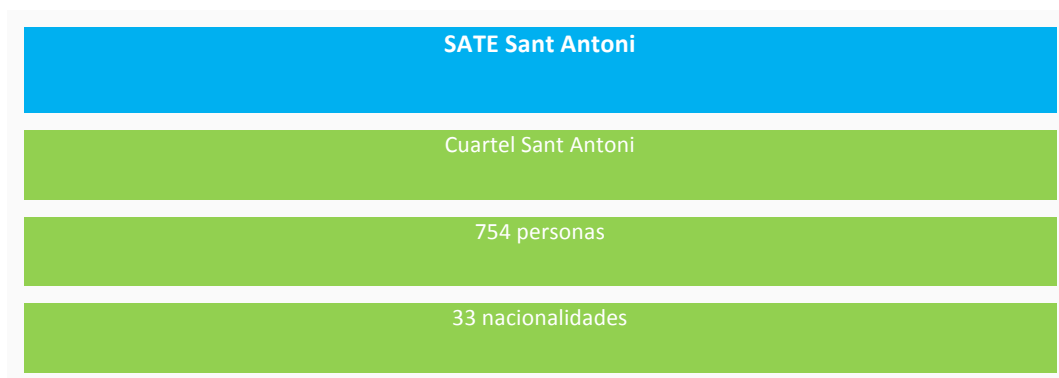 SATE Sant Antoni
Cuartel Sant Antoni
754 personas
33 nacionalidades